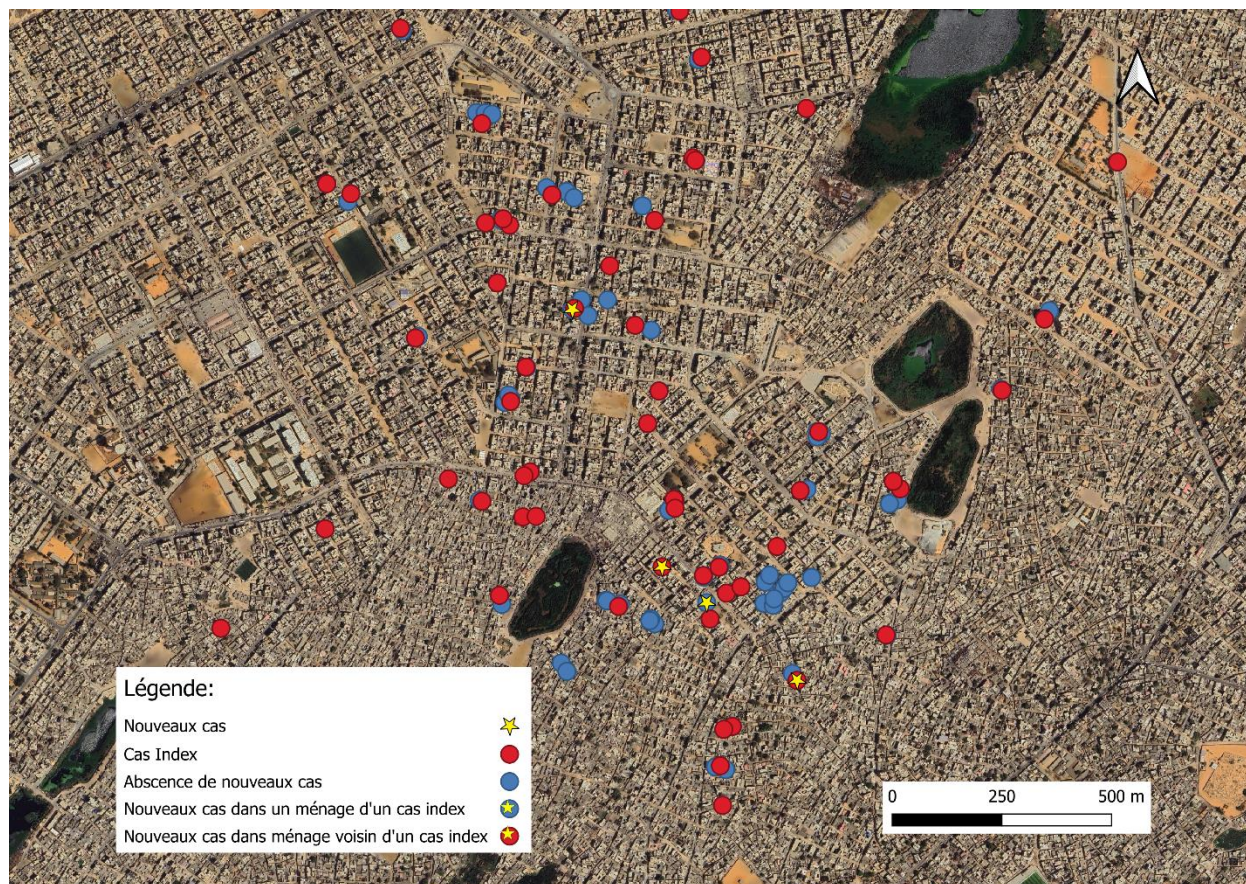 Légende:
Nouveaux cas
Cas Index
Abscence de nouveaux cas
Nouveaux cas dans un ménage d'un cas index
Nouveaux cas dans ménage voisin d'un cas index
0 250 500 m